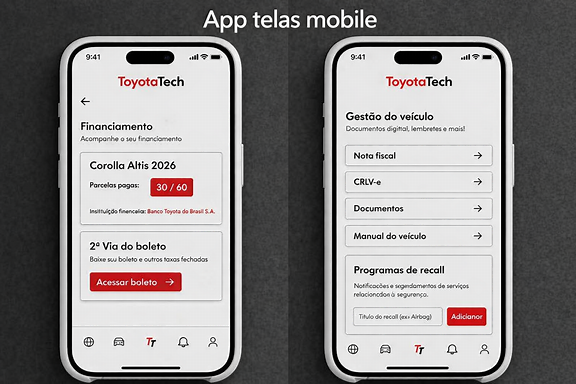 App telas mobile
9:41
ToyotaTech
Financiamento
Acompanhe o seu financiamento
Corolla Altis 2026
Parcelas pagas: 30 / 60
Instituição financeira: Banco Toyota da Brasil S.A.
2ª Via do boleto
Baixe seu boleto e outros taxas fechadas
Acessar boleto
TT
9:41
ToyotaTech
Gestão do veículo
Documentos digital, lembretes e mais!
Nota fiscal
CRLV-e
Documentos
Manual do veículo
Programas de recall
Notificações e
de serviços
à segurança.
Título do recall (ex: Airbag)
Adicionar
TT